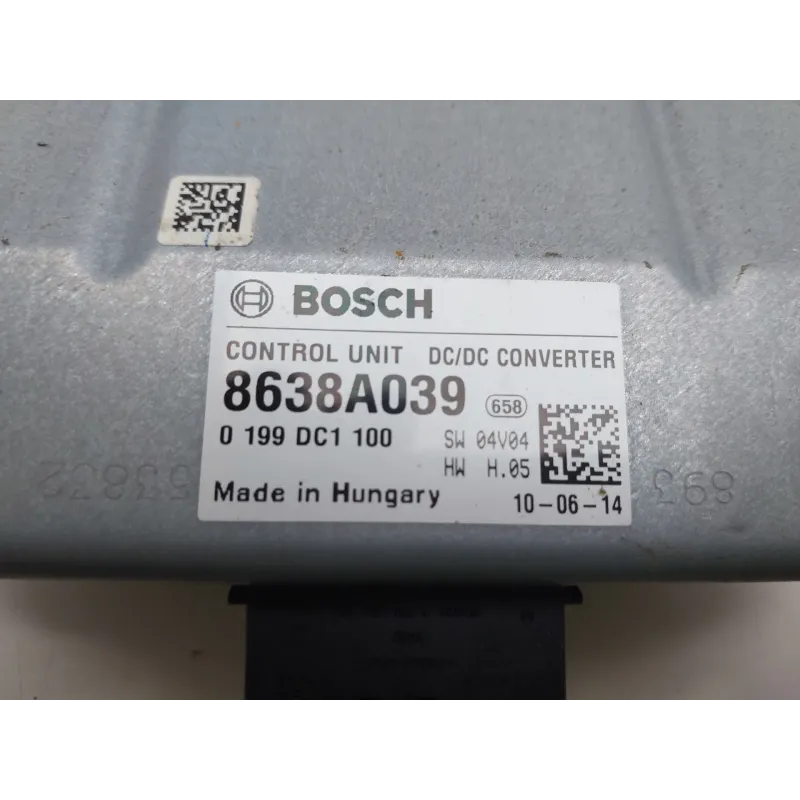 BOSCH
CONTROL UNIT DC/DC CONVERTER
8638A039 658
0 199 DC1 100 SW 04V04
HW H.05
Made in Hungary 10-06-14
893